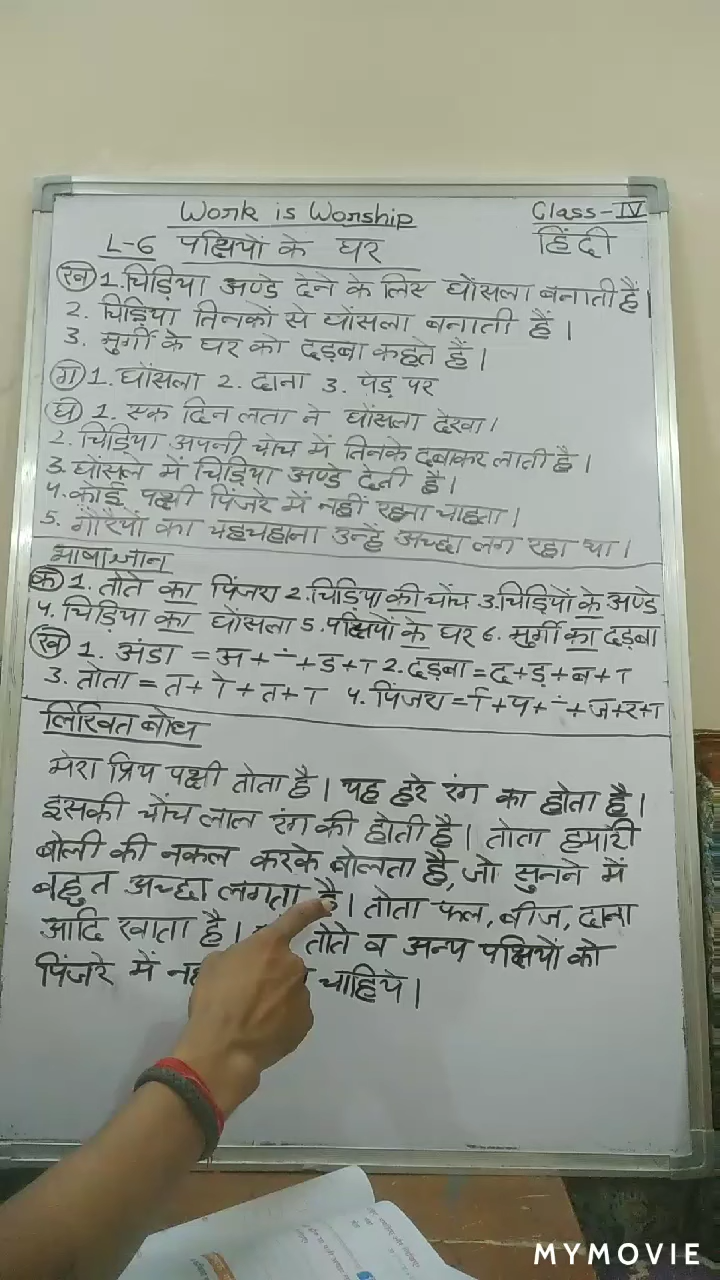 Work is Worship
Class-IV
L-6 पक्षियों के घर
हिंदी
(ख) 1. चिड़िया अण्डे देने के लिए घोंसला बनाती है।
2. चिड़िया तिनकों से घोंसला बनाती है।
3. मुर्गी के घर को दड़बा कहते हैं।
(ग) 1. घोंसला 2. दाना 3. पेड़ पर
(घ) 1. एक दिन लता ने घोंसला देखा।
2. चिड़िया अपनी चोंच में तिनके दबाकर लाती है।
3. घोंसले में चिड़िया अण्डे देती है।
4. कोई पक्षी पिंजरे में नहीं रहना चाहता।
5. गौरैयों का चहचहाना उन्हें अच्छा लग रहा था।
भाषाज्ञान
(क) 1. तोते का पिंजरा 2. चिड़िया की चोंच 3. चिड़ियों के अण्डे
4. चिड़िया का घोंसला 5. पक्षियों के घर 6. मुर्गी का दड़बा
(ख) 1. अंडा = अ + ं + ड + ा 2. दड़बा = द + ड़ + ब + ा
3. तोता = त + ो + त + ा 4. पिंजरा = ि + प + ं + ज + र + ा
लिखित बोध
मेरा प्रिय पक्षी तोता है। यह हरे रंग का होता है।
इसकी चोंच लाल रंग की होती है। तोता हमारी
बोली की नकल करके बोलता है, जो सुनने में
बहुत अच्छा लगता है। तोता फल, बीज, दाना
आदि खाता है। तोते व अन्य पक्षियों को
पिंजरे में चाहिये।
MYMOVIE